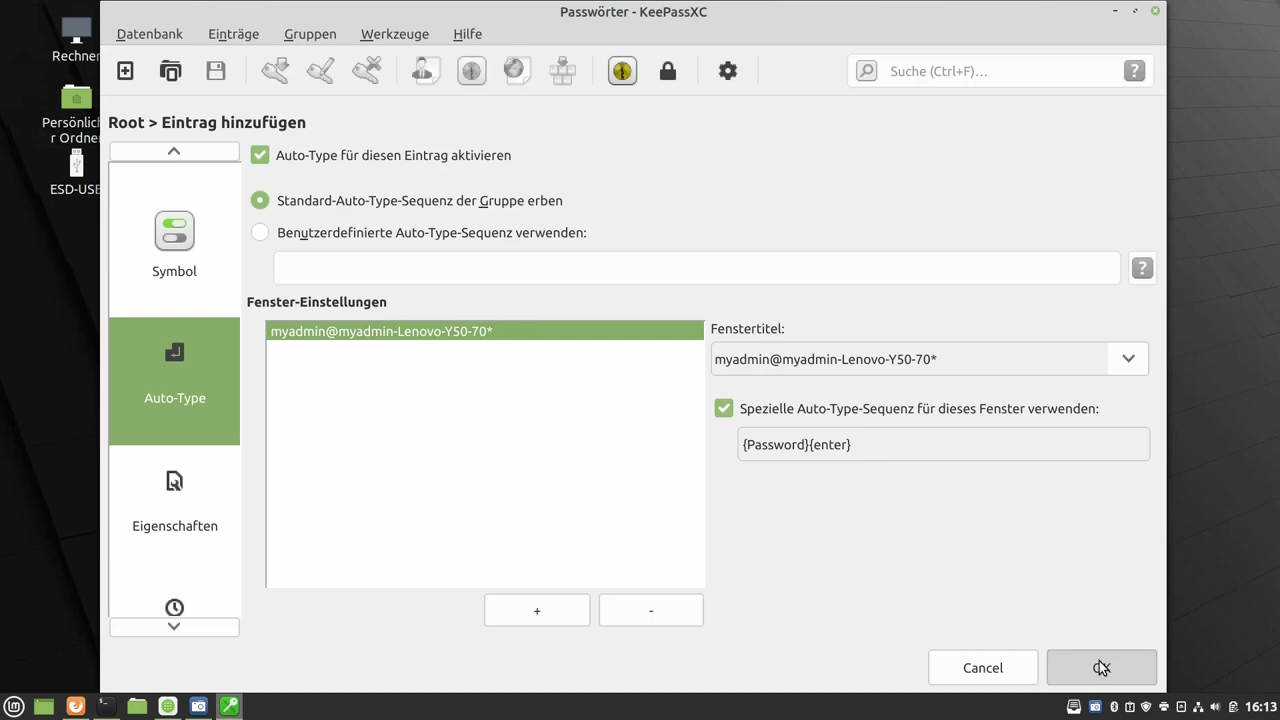 Passwörter - KeePassXC
Datenbank Einträge Gruppen Werkzeuge Hilfe
Rechner
Suche (Ctrl+F)…
?
Persönlich
r Ordner
Root > Eintrag hinzufügen
Auto-Type für diesen Eintrag aktivieren
ESD-USB
Standard-Auto-Type-Sequenz der Gruppe erben
Benutzerdefinierte Auto-Type-Sequenz verwenden:
?
Symbol
Fenster-Einstellungen
myadmin@myadmin-Lenovo-Y50-70*
Fenstertitel:
myadmin@myadmin-Lenovo-Y50-70*
Auto-Type
Spezielle Auto-Type-Sequenz für dieses Fenster verwenden:
{Password}{enter}
Eigenschaften
+ -
Cancel
16:13